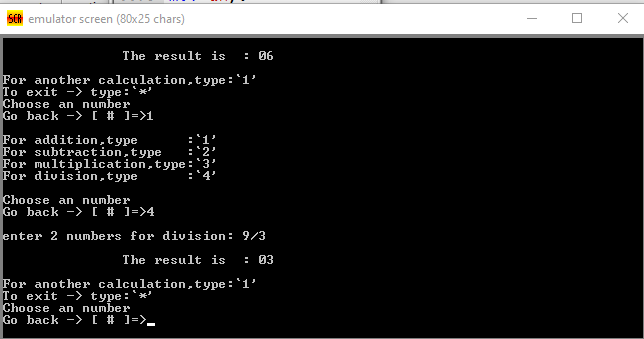 SCR emulator screen (80x25 chars)
The result is : 06
For another calculation,type:`1'
To exit -> type:`*'
Choose an number
Go back -> [ # ]=>1
For addition,type :`1'
For subtraction,type :`2'
For multiplication,type:`3'
For division,type :`4'
Choose an number
Go back -> [ # ]=>4
enter 2 numbers for division: 9/3
The result is : 03
For another calculation,type:`1'
To exit -> type:`*'
Choose an number
Go back -> [ # ]=>